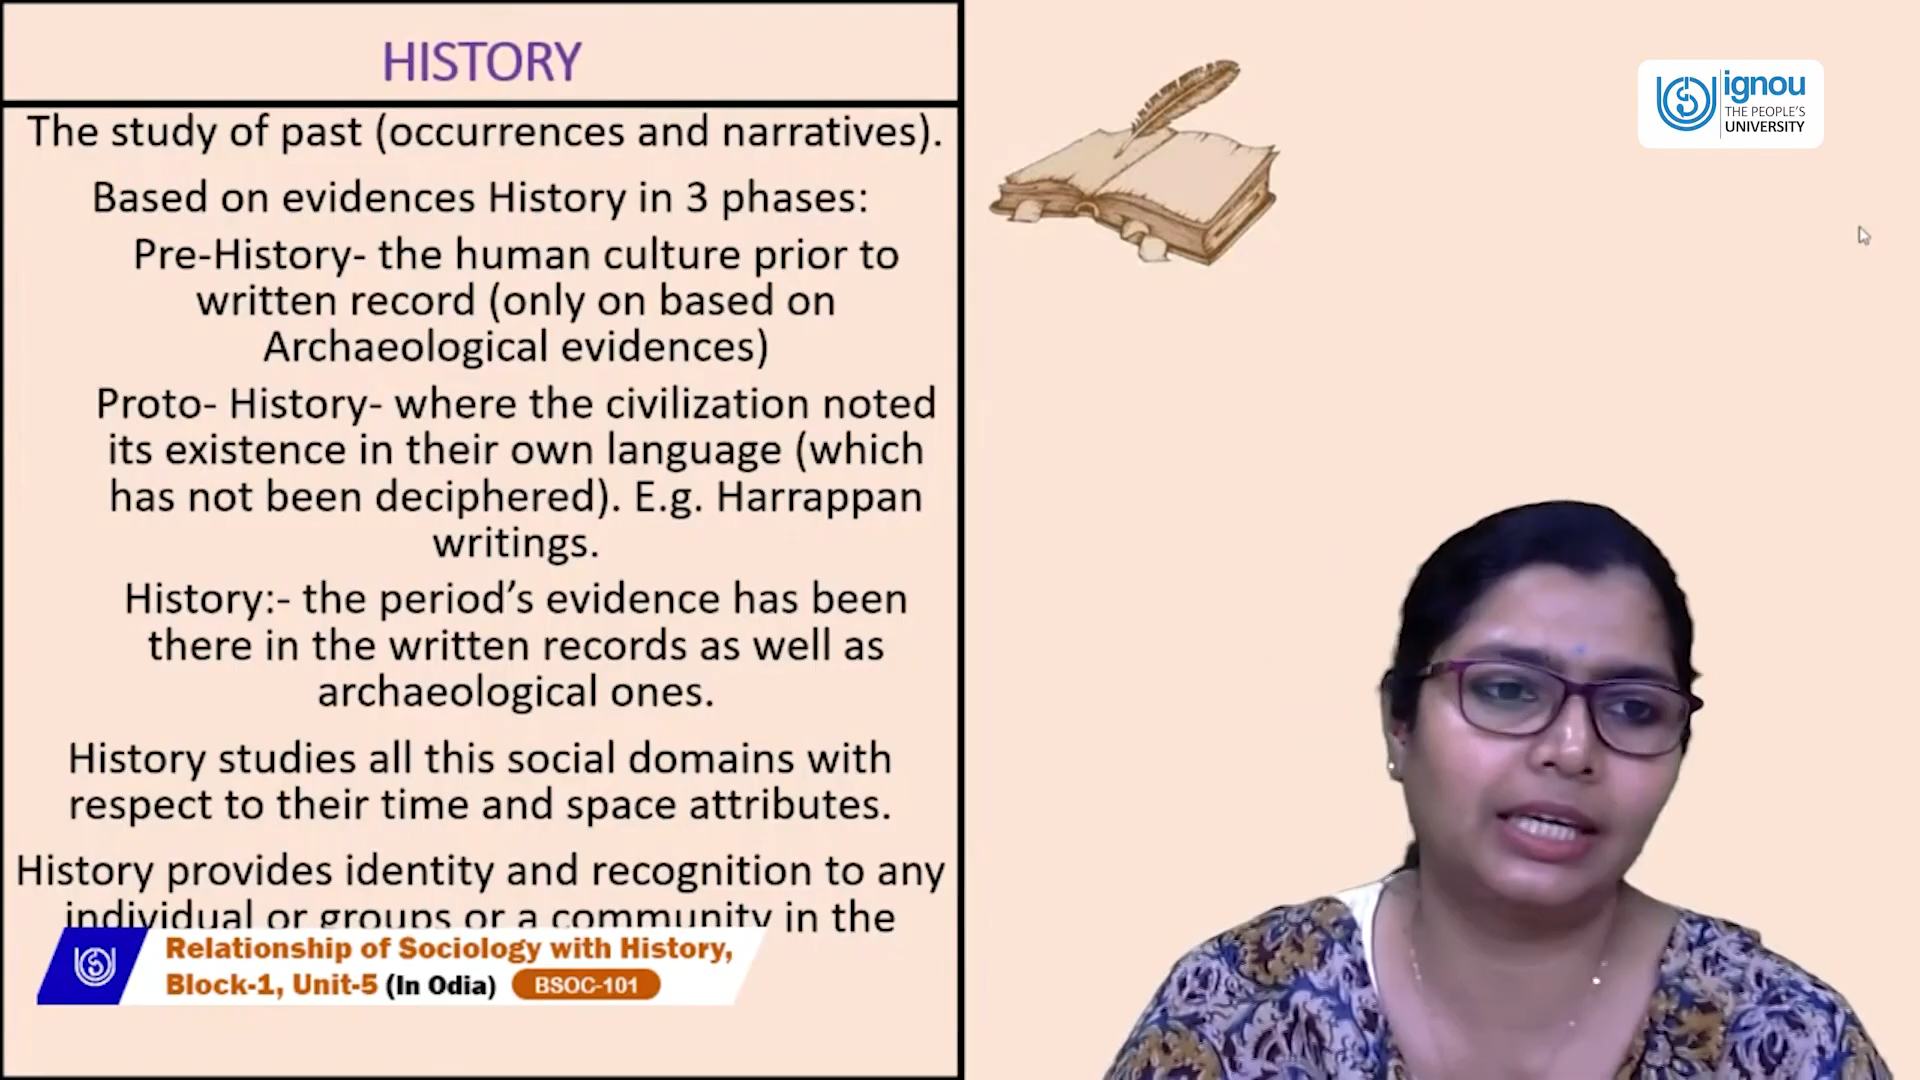 HISTORY
The study of past (occurrences and narratives).
Based on evidences History in 3 phases:
Pre-History- the human culture prior to
written record (only on based on
Archaeological evidences)
Proto- History- where the civilization noted
its existence in their own language (which
has not been deciphered). E.g. Harrappan
writings.
History:- the period’s evidence has been
there in the written records as well as
archaeological ones.
History studies all this social domains with
respect to their time and space attributes.
History provides identity and recognition to any
individual or groups or a community in the
Relationship of Sociology with History,
Block-1, Unit-5 (In Odia) BSOC-101
ignou
THE PEOPLE'S
UNIVERSITY